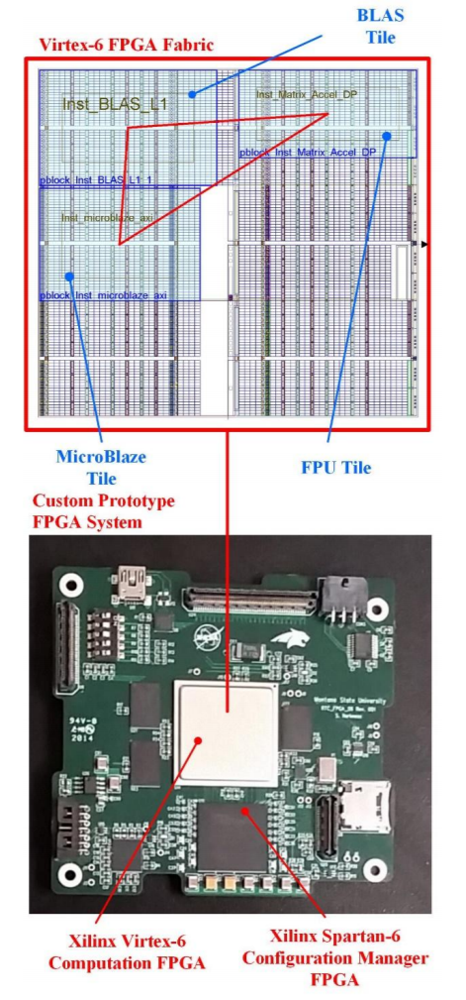 BLAS
Tile
Virtex-6 FPGA Fabric
Inst_BLAS_L1
Inst_Matrix_Accel_DP
pblock_Inst_Matrix_Accel_DP
pblock_Inst_BLAS_L1_1
Inst_microblaze_axi
pblock_Inst_microblaze_axi
MicroBlaze
Tile
FPU Tile
Custom Prototype
FPGA System
Montana State University
94V-0
2014
66
Xilinx Virtex-6
Computation FPGA
Xilinx Spartan-6
Configuration Manager
FPGA